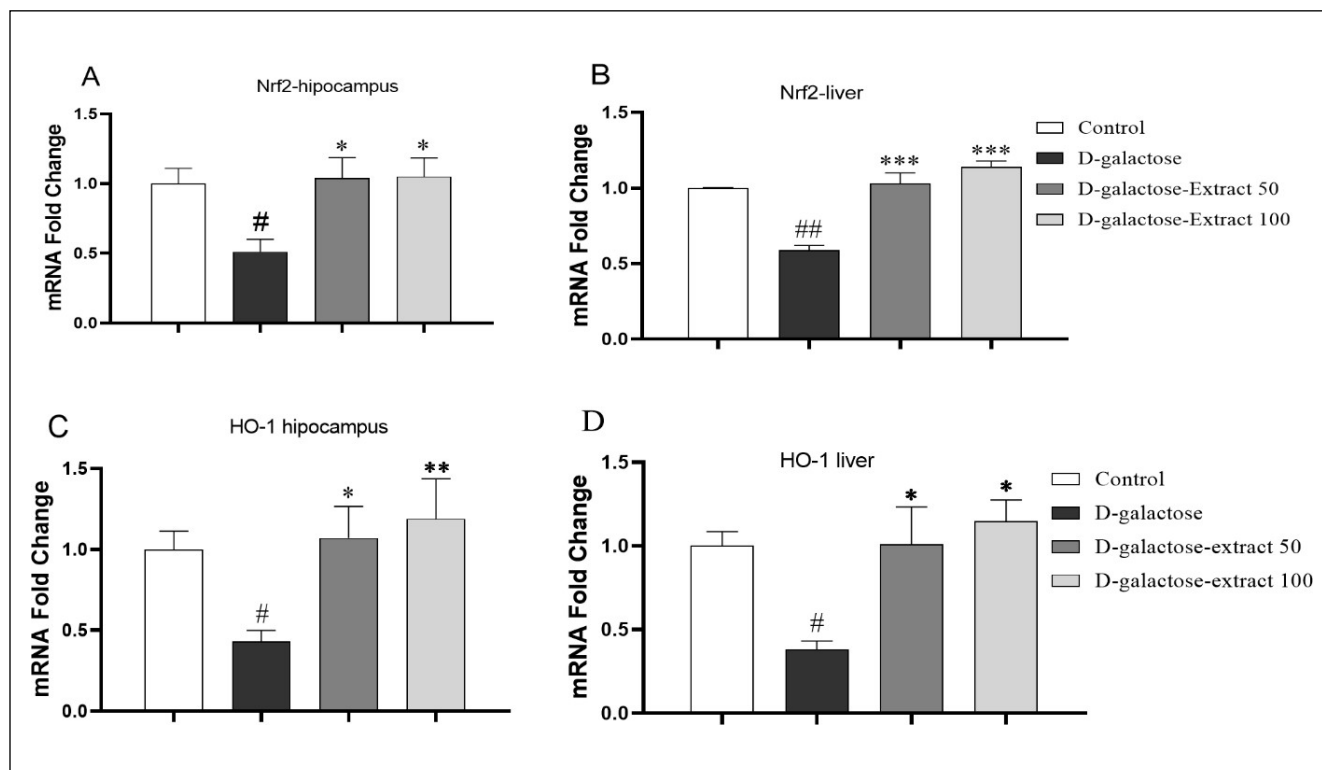 A
Nrf2-hipocampus
mRNA Fold Change
1.5
1.0
0.5
0.0
#
*
*
B
Nrf2-liver
mRNA Fold Change
1.5
1.0
0.5
0.0
##
***
***
Control
D-galactose
D-galactose-Extract 50
D-galactose-Extract 100
C
HO-1 hipocampus
mRNA Fold Change
1.5
1.0
0.5
0.0
#
*
**
D
HO-1 liver
mRNA Fold Change
1.5
1.0
0.5
0.0
#
*
*
Control
D-galactose
D-galactose-extract 50
D-galactose-extract 100